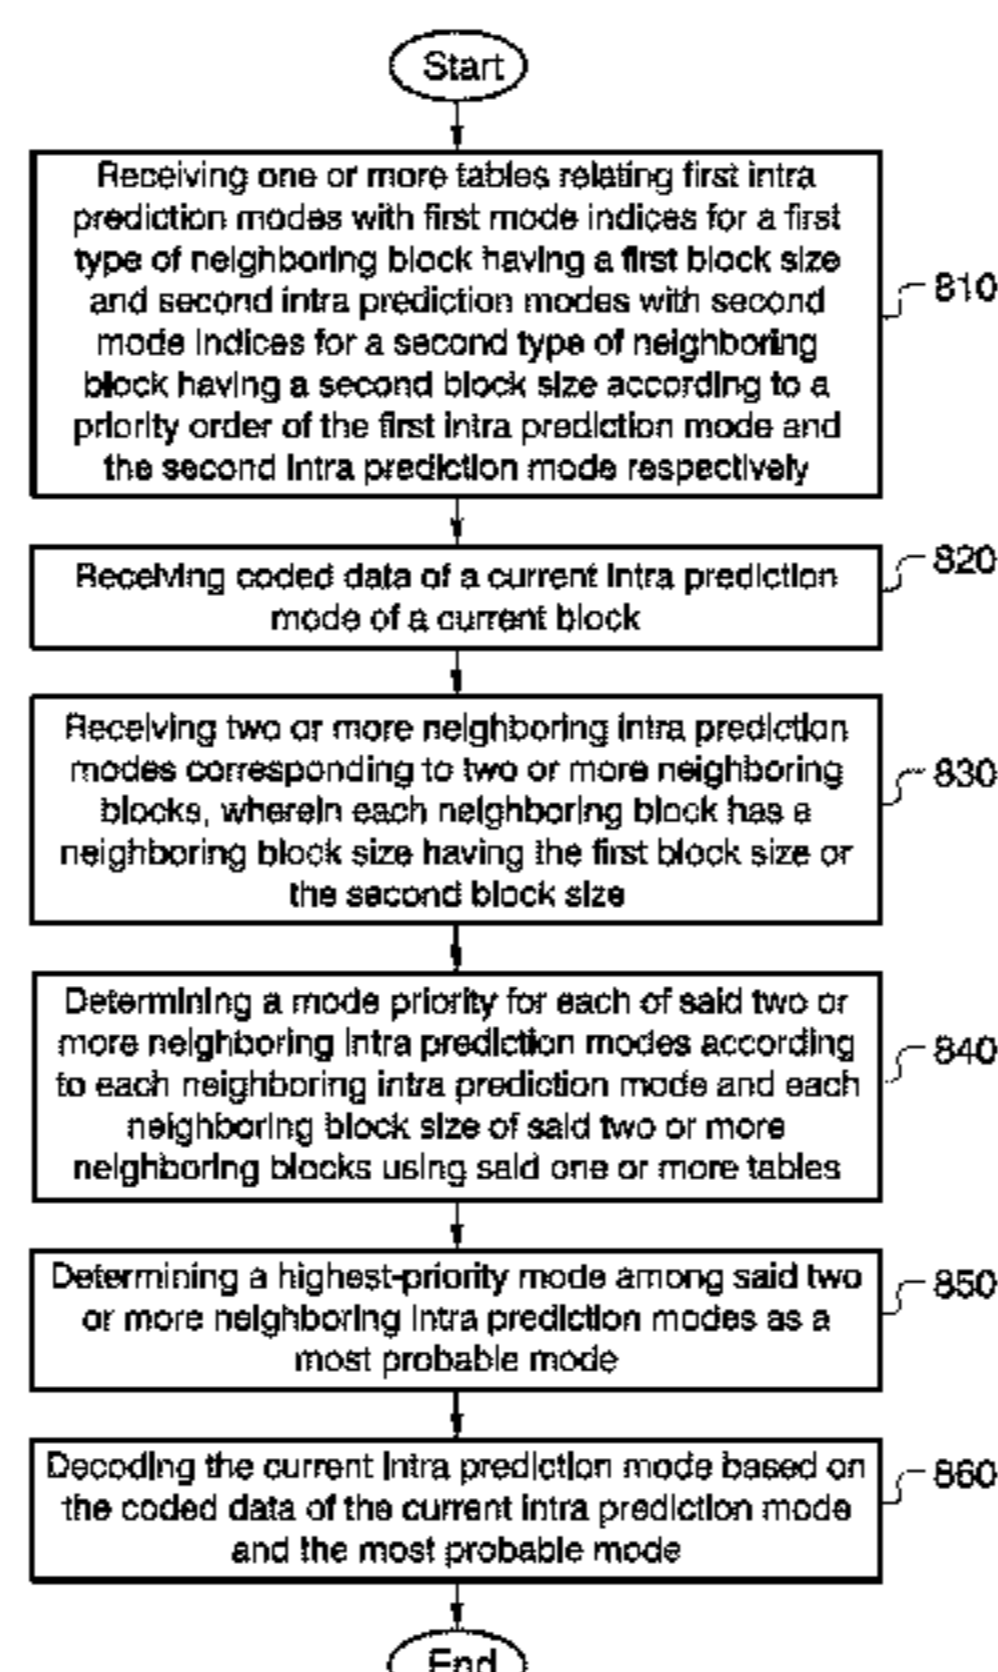 Start
Receiving one or more tables relating first intra
prediction modes with first mode indices for a first
type of neighboring block having a first block size
and second intra prediction modes with second
mode indices for a second type of neighboring
block having a second block size according to a
priority order of the first intra prediction mode and
the second intra prediction mode respectively
810
Receiving coded data of a current intra prediction
mode of a current block
820
Receiving two or more neighboring intra prediction
modes corresponding to two or more neighboring
blocks, wherein each neighboring block has a
neighboring block size having the first block size or
the second block size
830
Determining a mode priority for each of said two or
more neighboring intra prediction modes according
to each neighboring intra prediction mode and each
neighboring block size of said two or more
neighboring blocks using said one or more tables
840
Determining a highest-priority mode among said two
or more neighboring intra prediction modes as a
most probable mode
850
Decoding the current intra prediction mode based on
the coded data of the current intra prediction mode
and the most probable mode
860
End